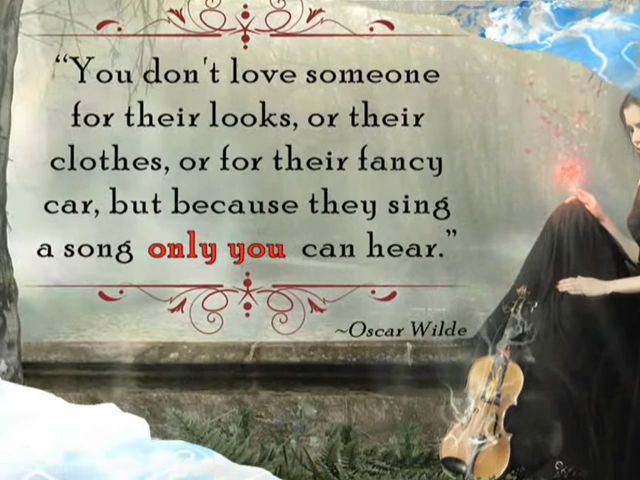 “You don't love someone
for their looks, or their
clothes, or for their fancy
car, but because they sing
a song only you can hear.”
~Oscar Wilde